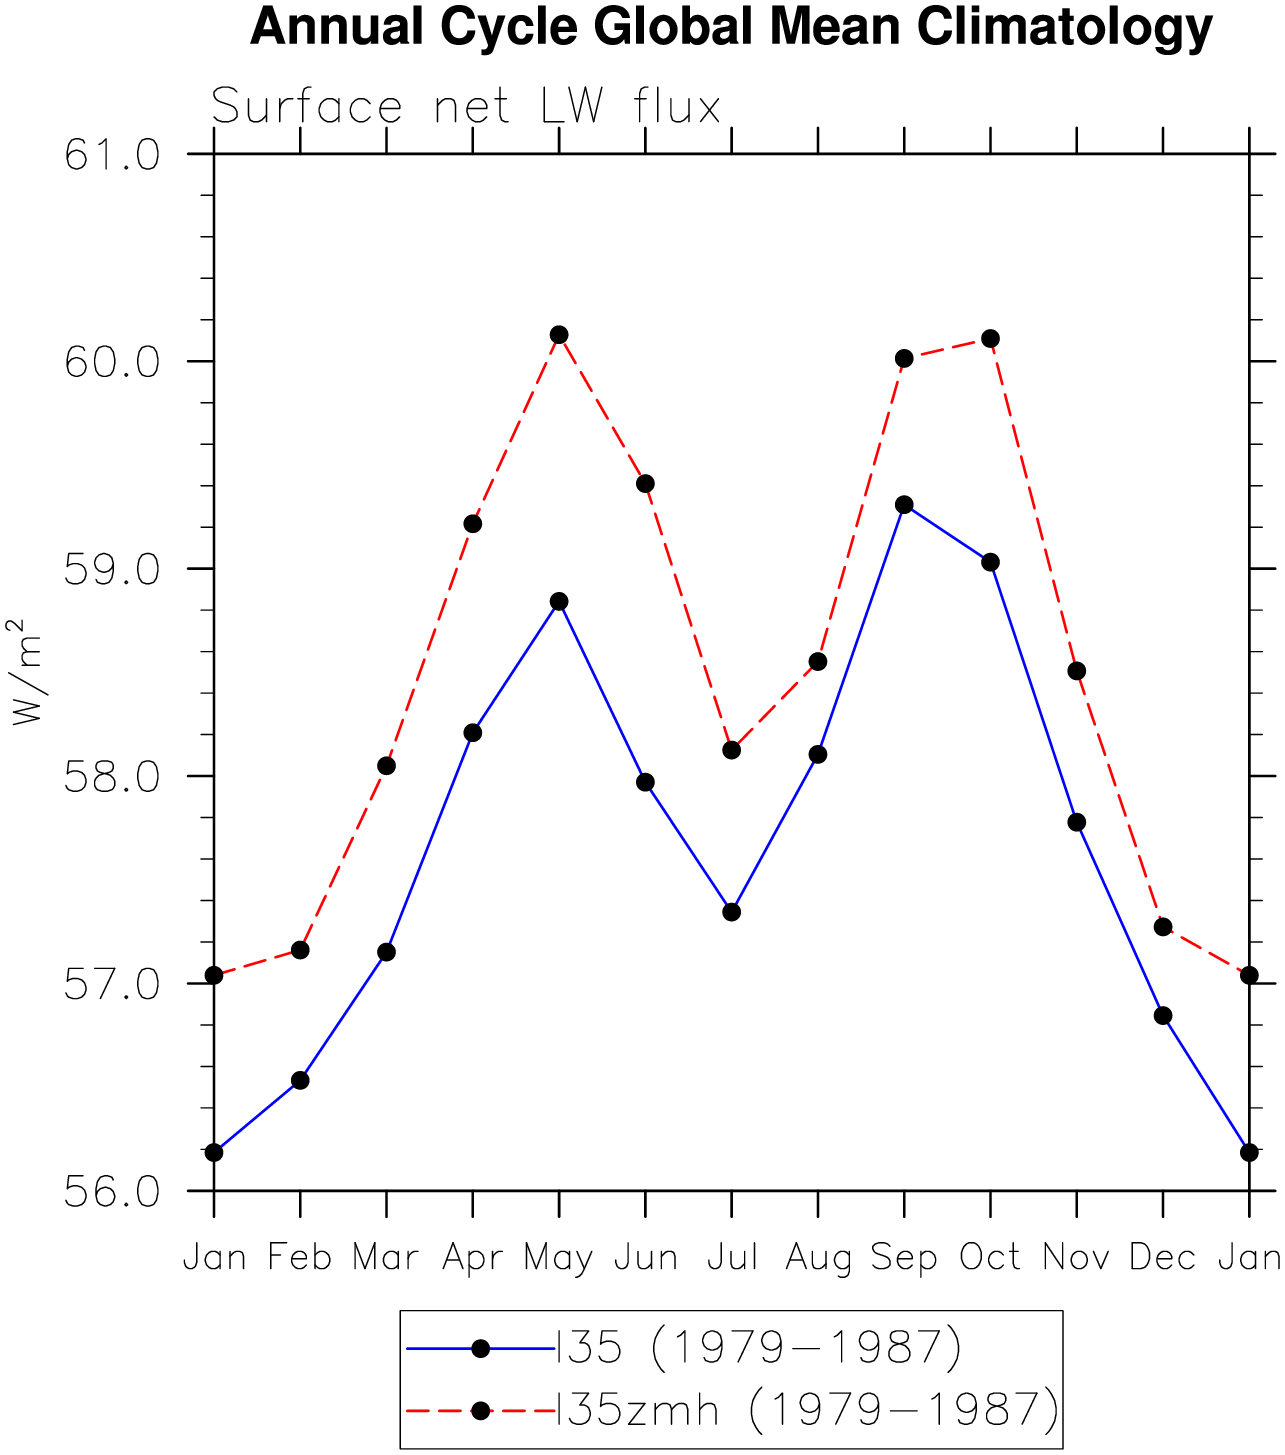 Annual Cycle Global Mean Climatology
Surface net LW flux
61.0
60.0
59.0
58.0
57.0
56.0
W/m²
Jan Feb Mar Apr May Jun Jul Aug Sep Oct Nov Dec Jan
I35 (1979−1987)
I35zmh (1979−1987)